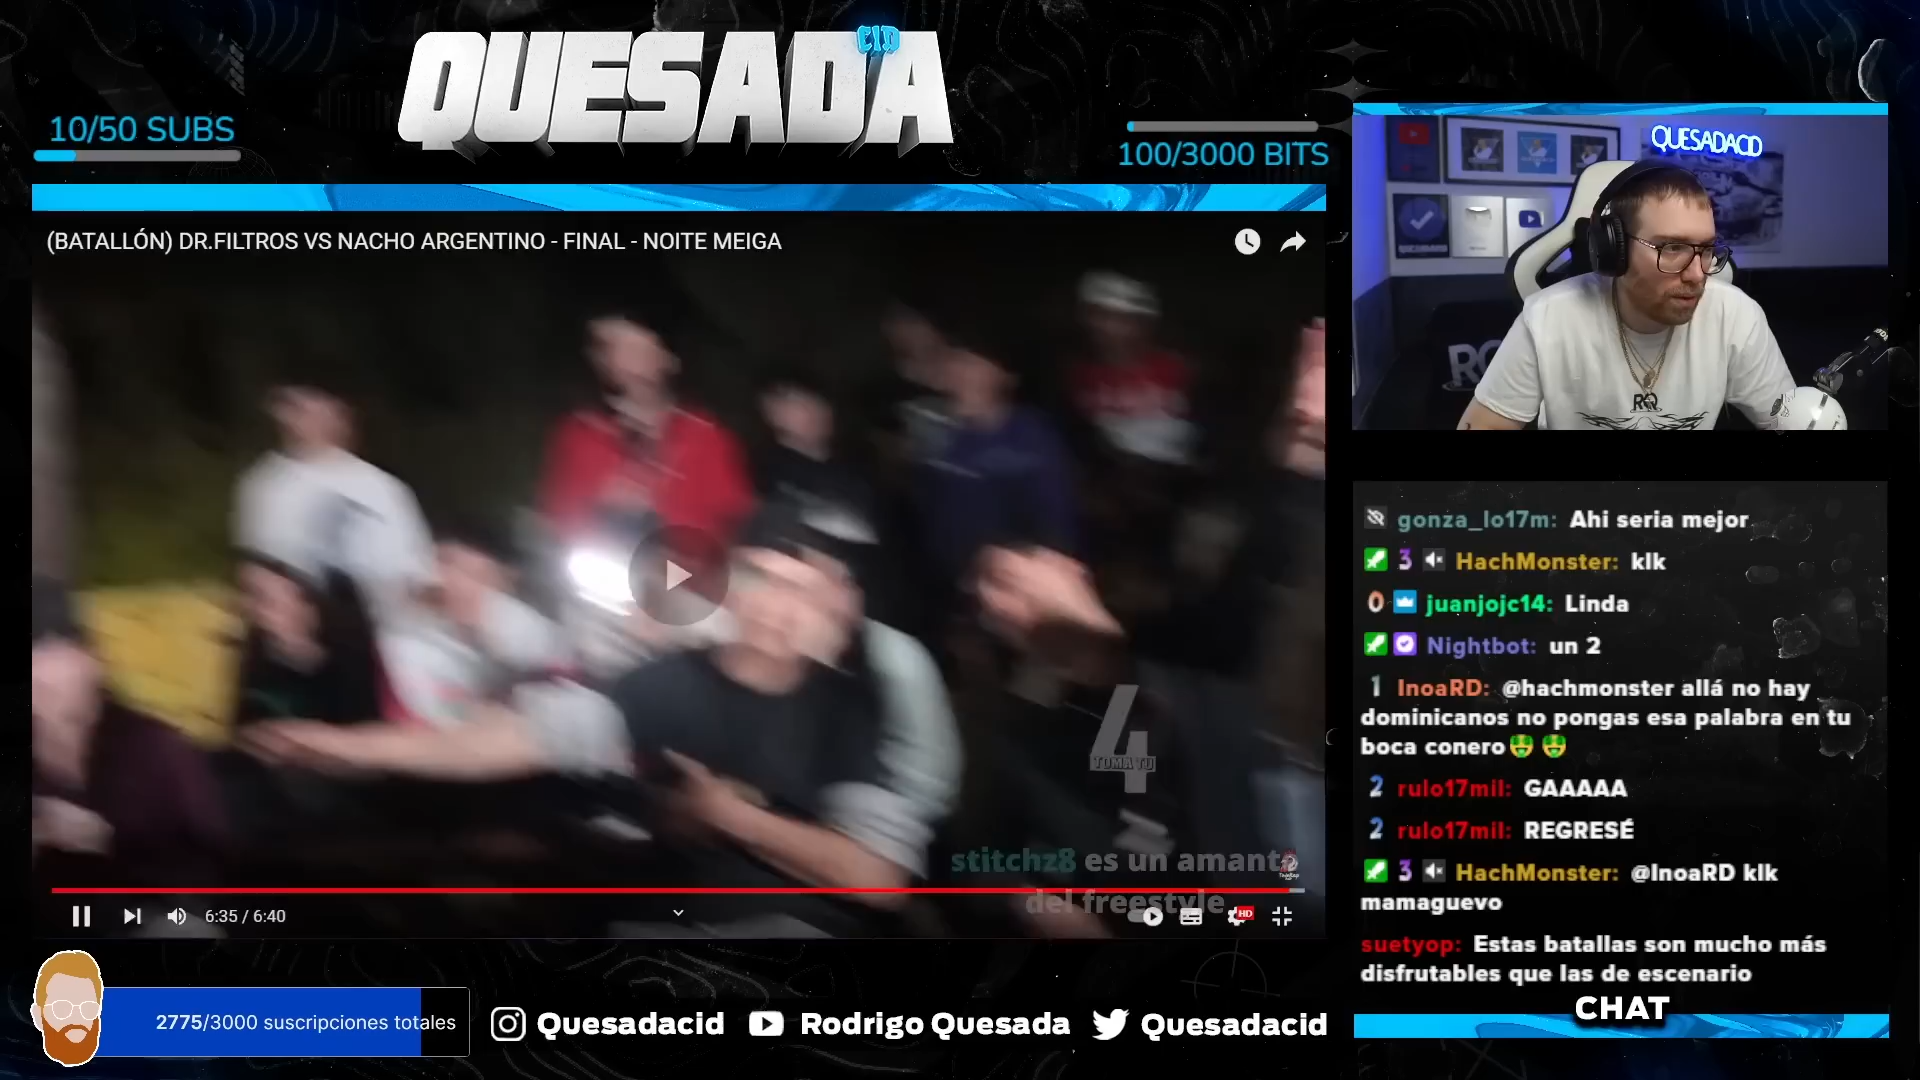 QUESADA
CID
10/50 SUBS
100/3000 BITS
QUESADACID
(BATALLÓN) DR.FILTROS VS NACHO ARGENTINO - FINAL - NOITE MEIGA
RQ
4
TOMA TU
stitchz8 es un amante
del freestyle
6:35 / 6:40
HD
gonza_lo17m: Ahi seria mejor
3 HachMonster: klk
0 juanjojc14: Linda
Nightbot: un 2
1 InoaRD: @hachmonster allá no hay
dominicanos no pongas esa palabra en tu
boca conero🤑 🤑
2 rulo17mil: GAAAAA
2 rulo17mil: REGRESÉ
3 HachMonster: @InoaRD klk
mamaguevo
suetyop: Estas batallas son mucho más
disfrutables que las de escenario
CHAT
2775/3000 suscripciones totales
Quesadacid
Rodrigo Quesada
Quesadacid